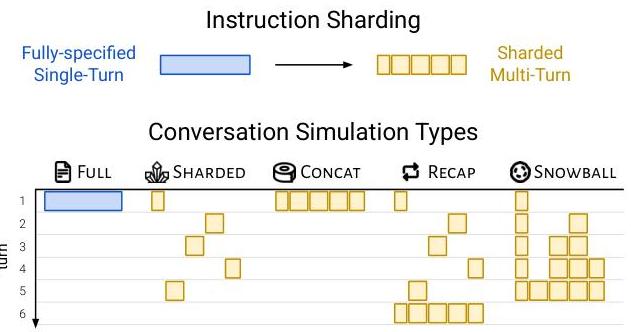 Instruction Sharding
Fully-specified
Single-Turn
Sharded
Multi-Turn
Conversation Simulation Types
FULL
SHARDED
CONCAT
RECAP
SNOWBALL
turn
1
2
3
4
5
6